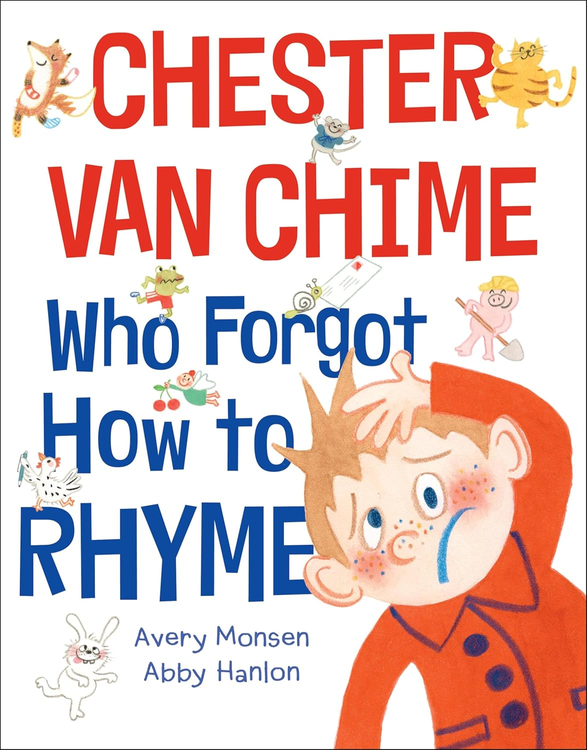 CHESTER
VAN CHIME
Who Forgot
How to
RHYME
Avery Monsen
Abby Hanlon